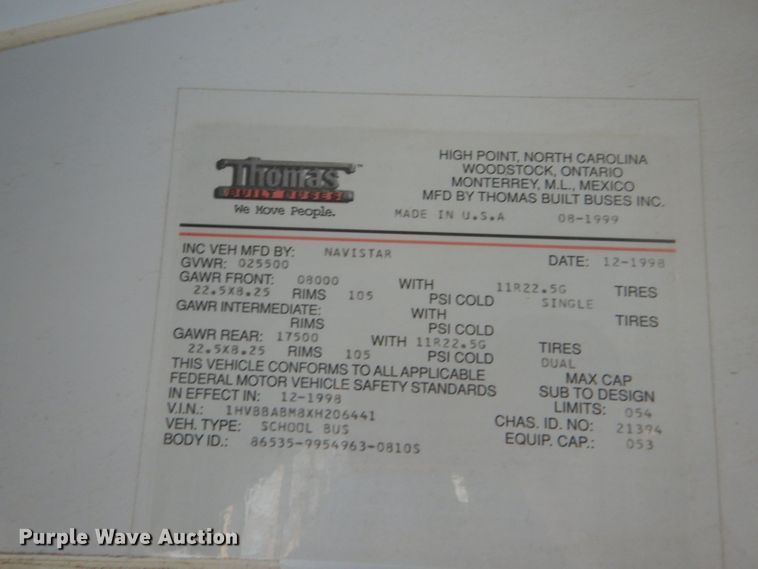 Thomas™
BUILT BUSES
We Move People.
HIGH POINT, NORTH CAROLINA
WOODSTOCK, ONTARIO
MONTERREY, M.L., MEXICO
MFD BY THOMAS BUILT BUSES INC.
MADE IN U.S.A 08-1999
INC VEH MFD BY: NAVISTAR DATE: 12-1998
GVWR: 025500
GAWR FRONT: 08000 WITH 11R22.5G TIRES
22.5X8.25 RIMS 105 PSI COLD SINGLE
GAWR INTERMEDIATE: WITH TIRES
RIMS PSI COLD
GAWR REAR: 17500 WITH 11R22.5G TIRES
22.5X8.25 RIMS 105 PSI COLD DUAL
THIS VEHICLE CONFORMS TO ALL APPLICABLE MAX CAP
FEDERAL MOTOR VEHICLE SAFETY STANDARDS SUB TO DESIGN
IN EFFECT IN: 12-1998 LIMITS: 054
V.I.N.: 1HVBBABM8XH206441 CHAS. ID. NO: 21394
VEH. TYPE: SCHOOL BUS EQUIP. CAP.: 053
BODY ID.: 86535-9954963-0810S
Purple Wave Auction